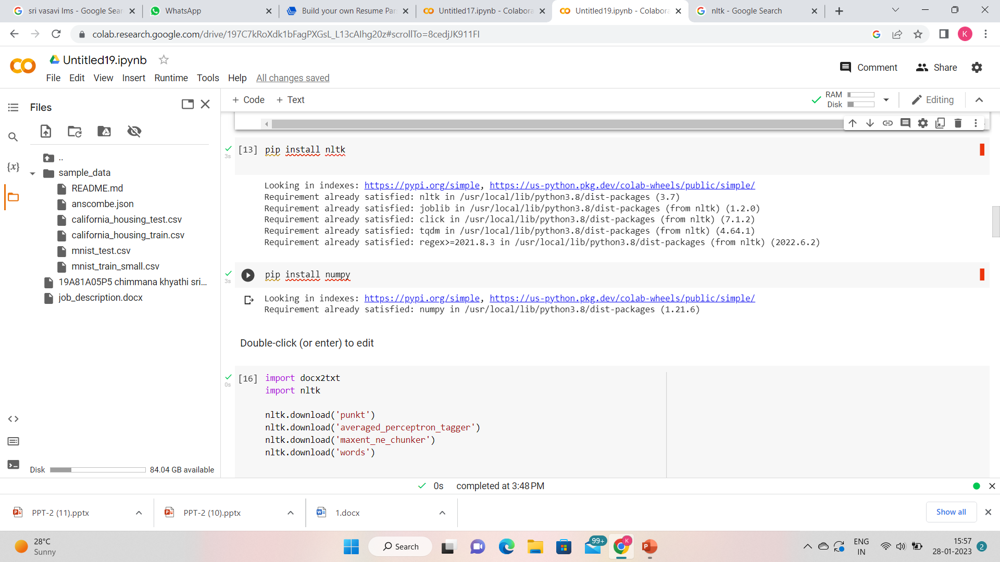 sri vasavi lms - Google Sear
WhatsApp
Build your own Resume Par
Untitled17.ipynb - Colabora
Untitled19.ipynb - Colabora
nltk - Google Search
colab.research.google.com/drive/197C7kRoXdk1bFagPXGsL_L13cAIhg20z#scrollTo=8cedjJK911FI
K
Untitled19.ipynb
Comment
Share
File Edit View Insert Runtime Tools Help All changes saved
Files
+ Code + Text
RAM
Disk
Editing
..
sample_data
README.md
anscombe.json
california_housing_test.csv
california_housing_train.csv
mnist_test.csv
mnist_train_small.csv
19A81A05P5 chimmana khyathi sri...
job_description.docx
Disk 84.04 GB available
{x}
3s
[13] pip install nltk
Looking in indexes: https://pypi.org/simple, https://us-python.pkg.dev/colab-wheels/public/simple/
Requirement already satisfied: nltk in /usr/local/lib/python3.8/dist-packages (3.7)
Requirement already satisfied: joblib in /usr/local/lib/python3.8/dist-packages (from nltk) (1.2.0)
Requirement already satisfied: click in /usr/local/lib/python3.8/dist-packages (from nltk) (7.1.2)
Requirement already satisfied: tqdm in /usr/local/lib/python3.8/dist-packages (from nltk) (4.64.1)
Requirement already satisfied: regex>=2021.8.3 in /usr/local/lib/python3.8/dist-packages (from nltk) (2022.6.2)
3s
pip install numpy
Looking in indexes: https://pypi.org/simple, https://us-python.pkg.dev/colab-wheels/public/simple/
Requirement already satisfied: numpy in /usr/local/lib/python3.8/dist-packages (1.21.6)
Double-click (or enter) to edit
0s
[16] import docx2txt
import nltk
nltk.download('punkt')
nltk.download('averaged_perceptron_tagger')
nltk.download('maxent_ne_chunker')
nltk.download('words')
0s completed at 3:48 PM
PPT-2 (11).pptx
PPT-2 (10).pptx
1.docx
Show all
28°C
Sunny
Search
99+
K
ENG
IN
15:57
28-01-2023
2